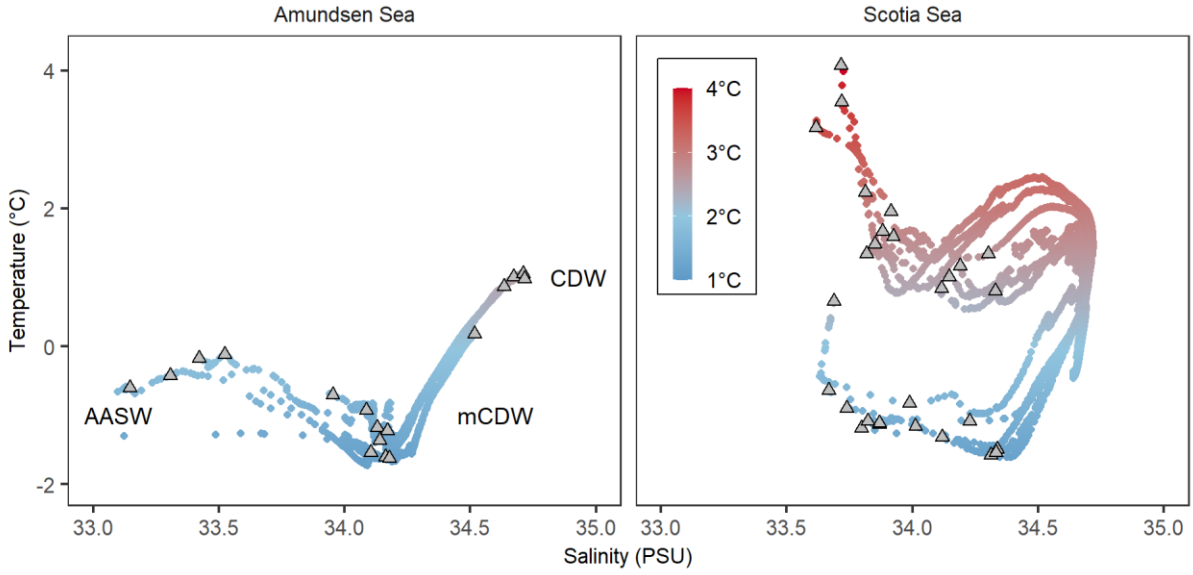 Amundsen Sea
Scotia Sea
Temperature (°C)
4
2
0
-2
AASW
mCDW
CDW
4°C
3°C
2°C
1°C
33.0 33.5 34.0 34.5 35.0
33.0 33.5 34.0 34.5 35.0
Salinity (PSU)